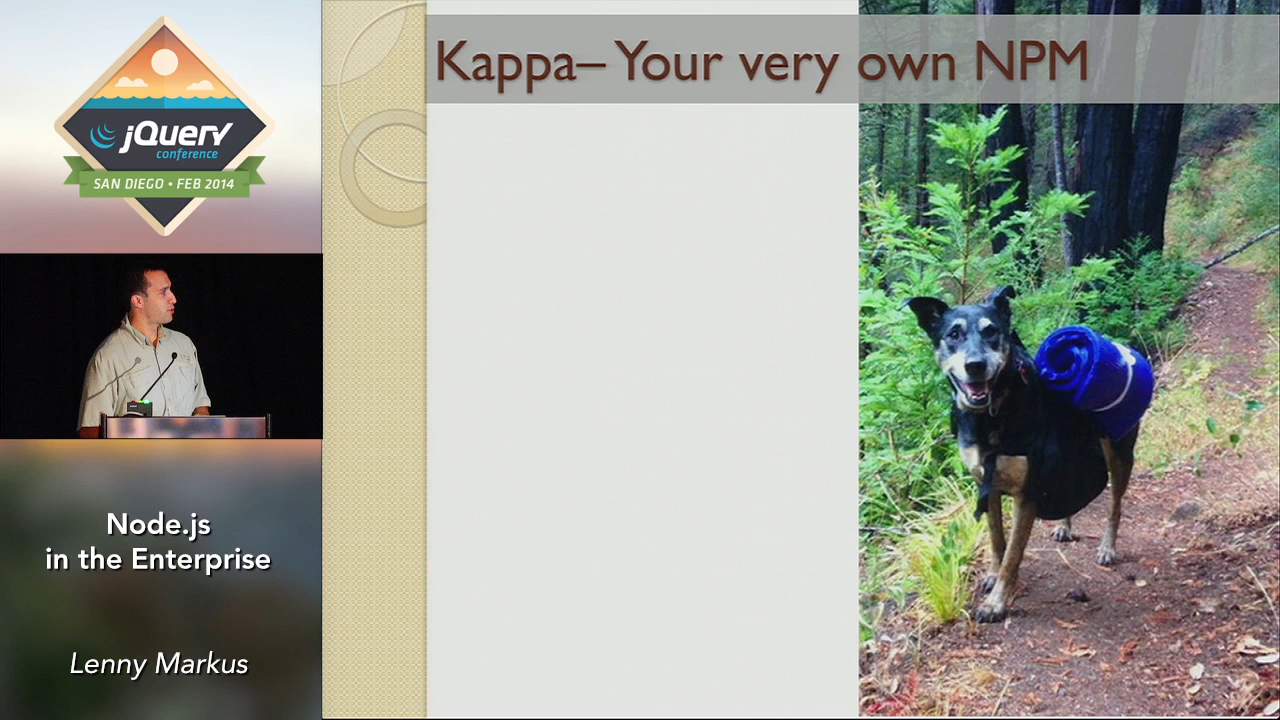 jQuery
conference
SAN DIEGO • FEB 2014
Node.js
in the Enterprise
Lenny Markus
Kappa– Your very own NPM